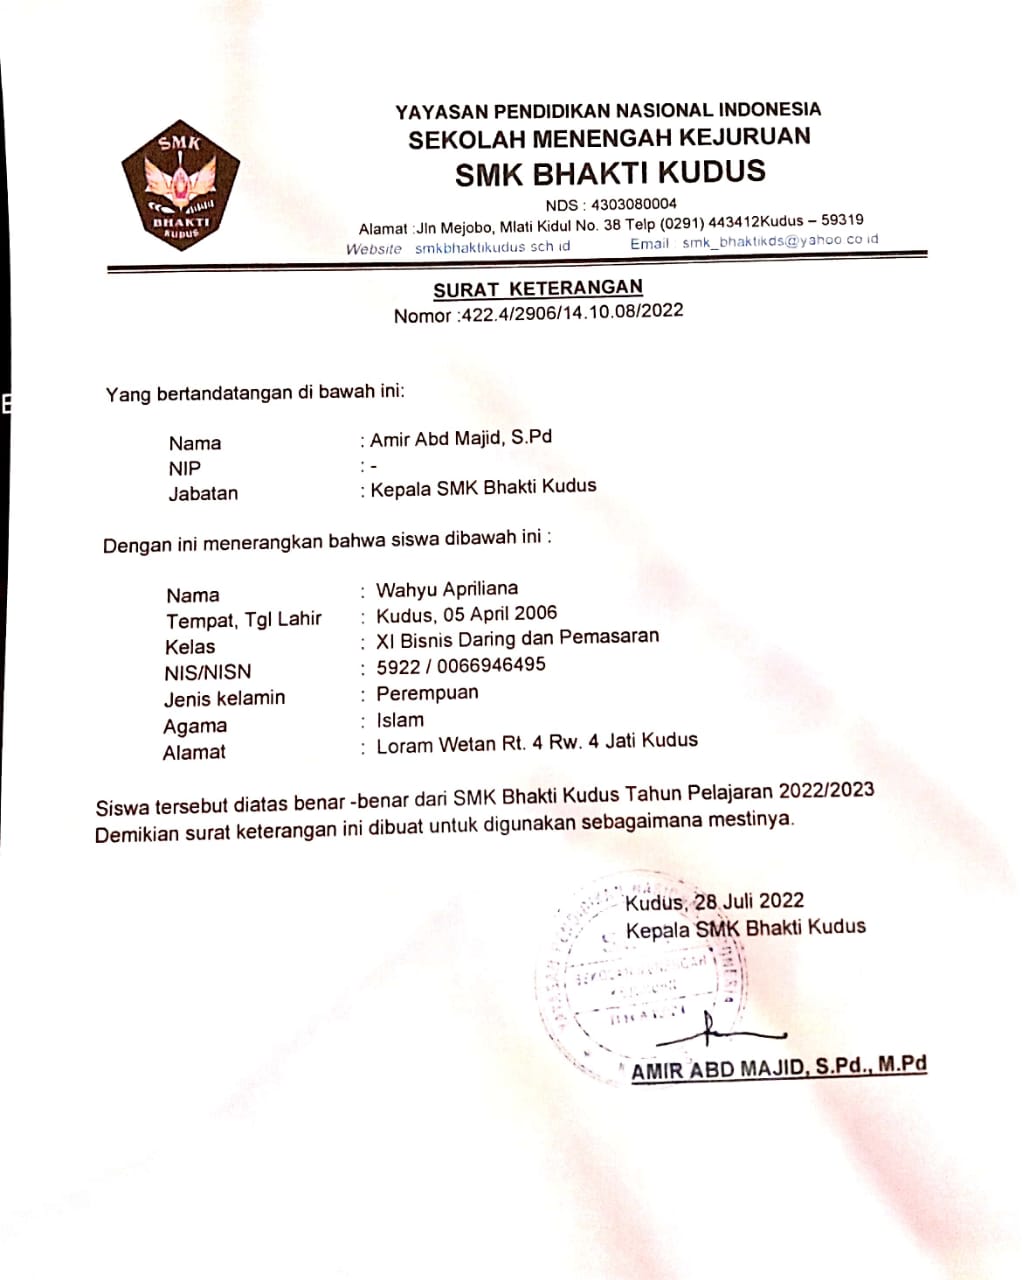 YAYASAN PENDIDIKAN NASIONAL INDONESIA
SEKOLAH MENENGAH KEJURUAN
SMK BHAKTI KUDUS
NDS : 4303080004
Alamat :Jln Mejobo, Mlati Kidul No. 38 Telp (0291) 443412Kudus – 59319
Website smkbhaktikudus sch id Email : smk_bhaktikds@yahoo co id
SMK
BHAKTI
KUDUS
SURAT KETERANGAN
Nomor :422.4/2906/14.10.08/2022
E
Yang bertandatangan di bawah ini:
Nama : Amir Abd Majid, S.Pd
NIP : -
Jabatan : Kepala SMK Bhakti Kudus
Dengan ini menerangkan bahwa siswa dibawah ini :
Nama : Wahyu Apriliana
Tempat, Tgl Lahir : Kudus, 05 April 2006
Kelas : XI Bisnis Daring dan Pemasaran
NIS/NISN : 5922 / 0066946495
Jenis kelamin : Perempuan
Agama : Islam
Alamat : Loram Wetan Rt. 4 Rw. 4 Jati Kudus
Siswa tersebut diatas benar -benar dari SMK Bhakti Kudus Tahun Pelajaran 2022/2023
Demikian surat keterangan ini dibuat untuk digunakan sebagaimana mestinya.
Kudus, 28 Juli 2022
Kepala SMK Bhakti Kudus
SEKOLAH MENENGAH
AMIR ABD MAJID, S.Pd., M.Pd